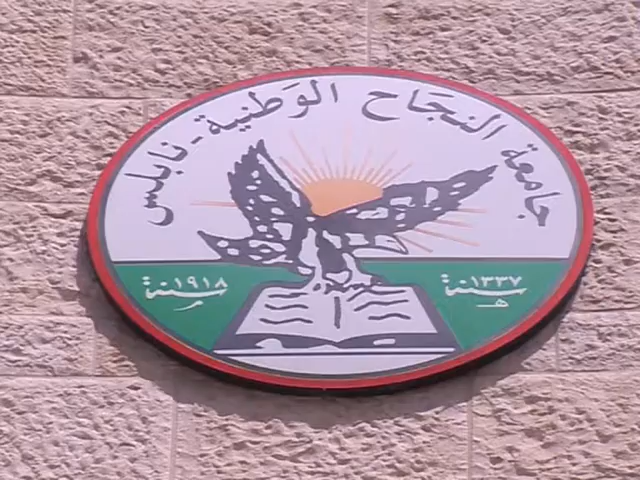 جامعة النجاح الوطنية - نابلس
سنة ١٣٣٧ هـ
سنة ١٩١٨ م